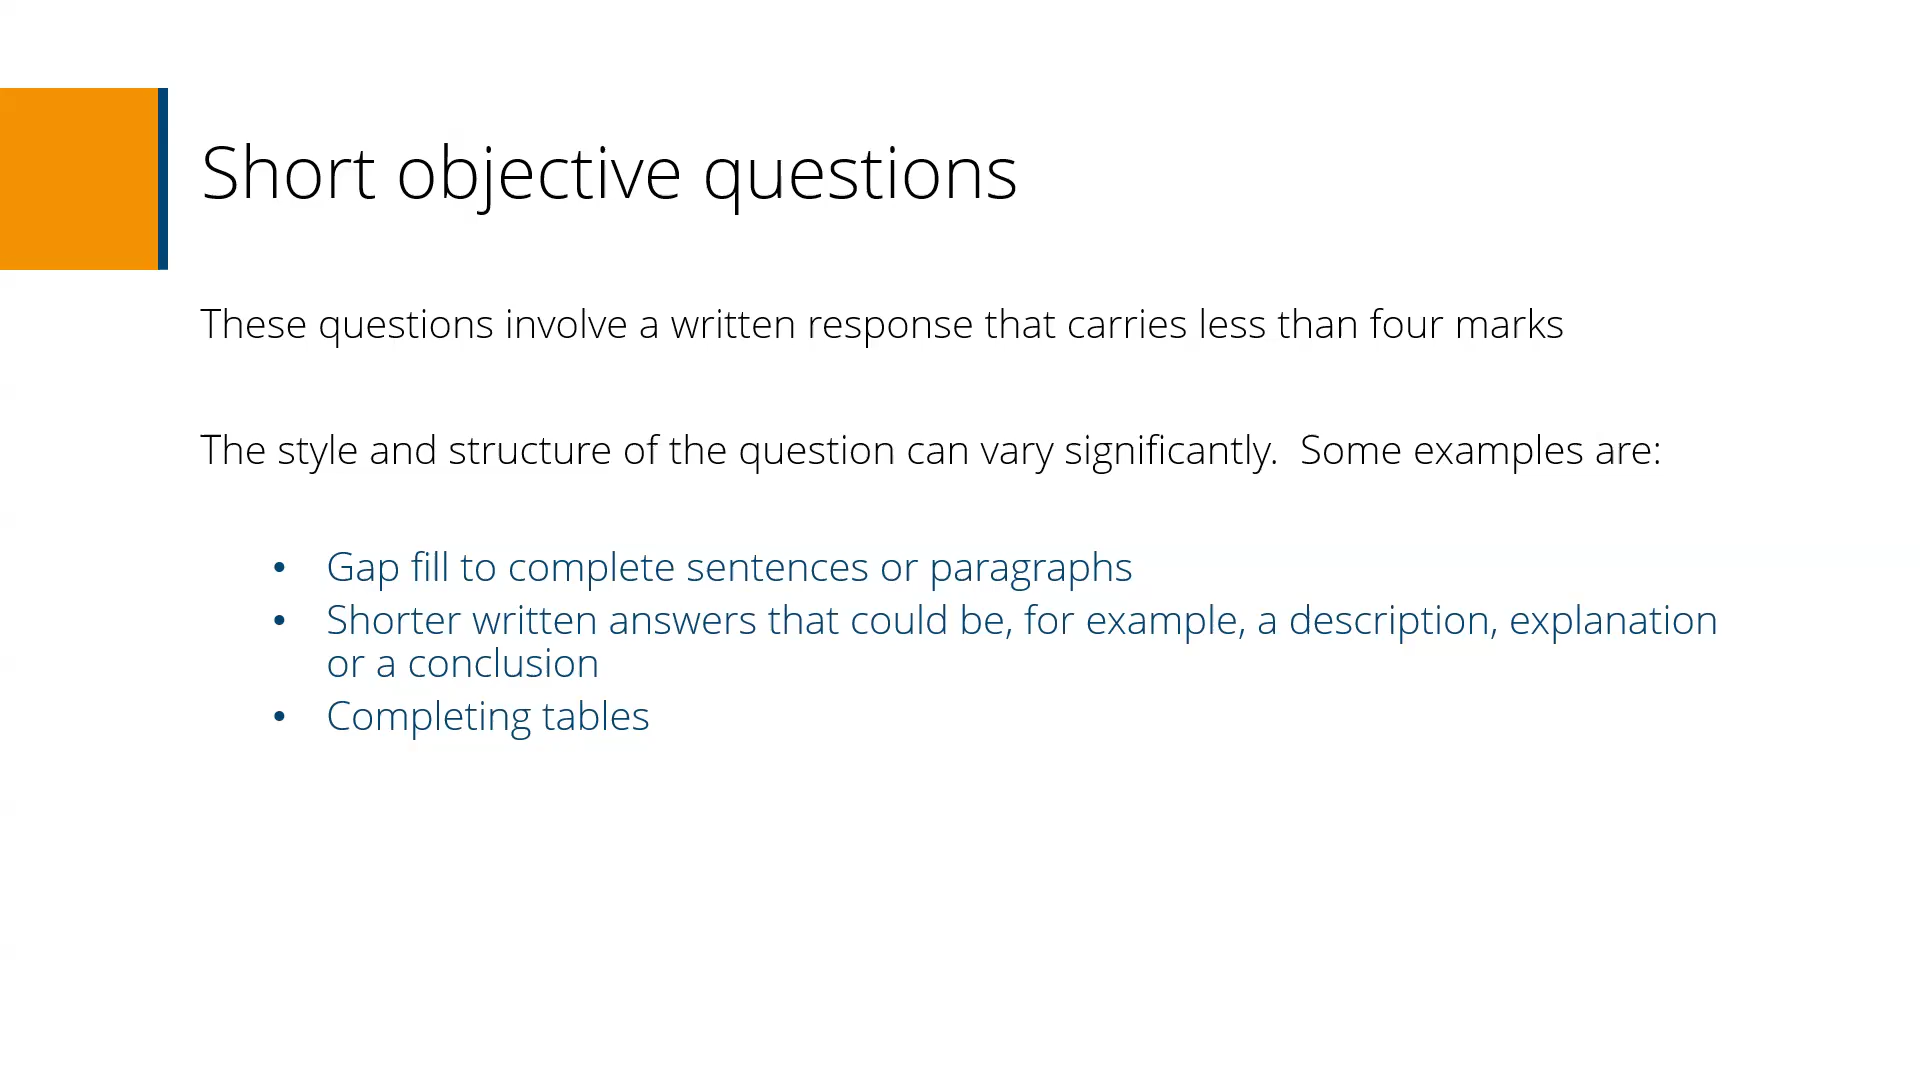 Short objective questions
These questions involve a written response that carries less than four marks
The style and structure of the question can vary significantly.  Some examples are:
• Gap fill to complete sentences or paragraphs
• Shorter written answers that could be, for example, a description, explanation
or a conclusion
• Completing tables